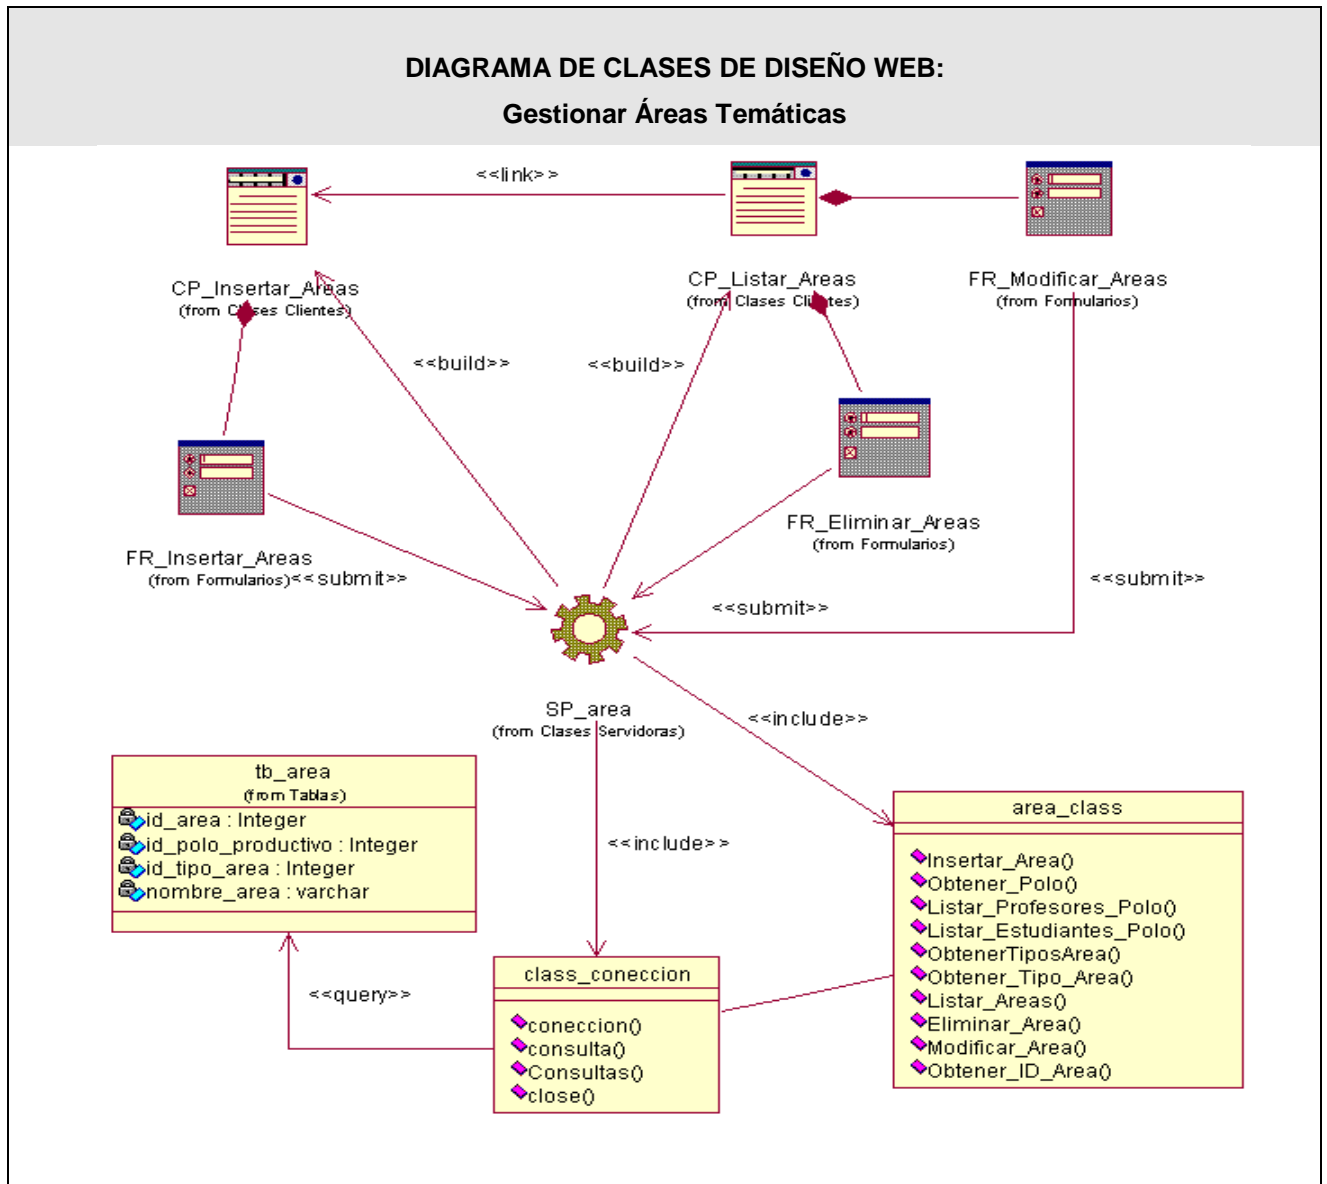 DIAGRAMA DE CLASES DE DISEÑO WEB:
Gestionar Áreas Temáticas
<<link>>
CP_Insertar_Areas
(from Clases Clientes)
CP_Listar_Areas
(from Clases Clientes)
FR_Modificar_Areas
(from Formularios)
<<build>>
<<build>>
FR_Insertar_Areas
(from Formularios)
<<submit>>
FR_Eliminar_Areas
(from Formularios)
<<submit>>
<<submit>>
SP_area
(from Clases Servidoras)
<<include>>
tb_area
(from Tablas)
id_area : Integer
id_polo_productivo : Integer
id_tipo_area : Integer
nombre_area : varchar
<<include>>
area_class
Insertar_Area()
Obtener_Polo()
Listar_Profesores_Polo()
Listar_Estudiantes_Polo()
ObtenerTiposArea()
Obtener_Tipo_Area()
Listar_Areas()
Eliminar_Area()
Modificar_Area()
Obtener_ID_Area()
<<query>>
class_coneccion
coneccion()
consulta()
Consultas()
close()